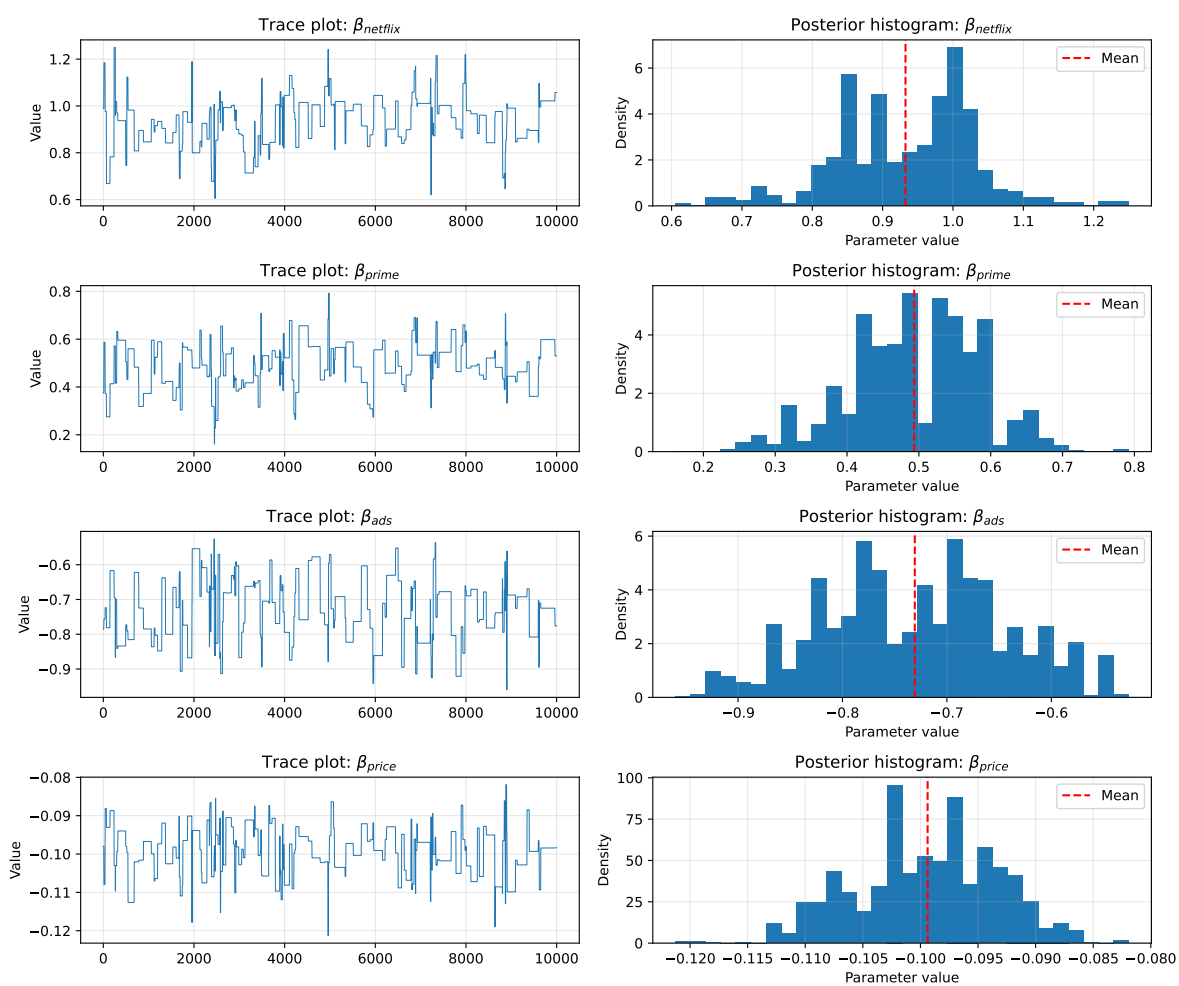 Trace plot: β_netflix
Value
1.2
1.0
0.8
0.6
0 2000 4000 6000 8000 10000
Posterior histogram: β_netflix
Mean
Density
6
4
2
0
0.6 0.7 0.8 0.9 1.0 1.1 1.2
Parameter value
Trace plot: β_prime
Value
0.8
0.6
0.4
0.2
0 2000 4000 6000 8000 10000
Posterior histogram: β_prime
Mean
Density
4
2
0
0.2 0.3 0.4 0.5 0.6 0.7 0.8
Parameter value
Trace plot: β_ads
Value
−0.6
−0.7
−0.8
−0.9
0 2000 4000 6000 8000 10000
Posterior histogram: β_ads
Mean
Density
6
4
2
0
−0.9 −0.8 −0.7 −0.6
Parameter value
Trace plot: β_price
Value
−0.08
−0.09
−0.10
−0.11
−0.12
0 2000 4000 6000 8000 10000
Posterior histogram: β_price
Mean
Density
100
75
50
25
0
−0.120 −0.115 −0.110 −0.105 −0.100 −0.095 −0.090 −0.085 −0.080
Parameter value